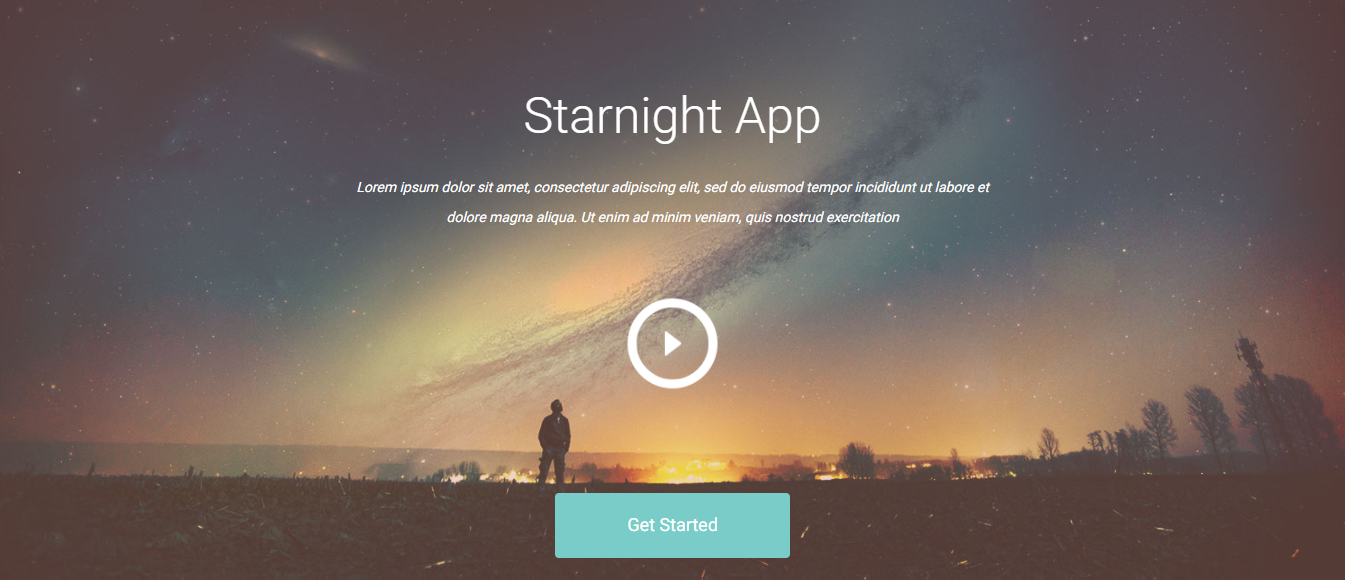 Starnight App
Lorem ipsum dolor sit amet, consectetur adipiscing elit, sed do eiusmod tempor incididunt ut labore et
dolore magna aliqua. Ut enim ad minim veniam, quis nostrud exercitation
Get Started